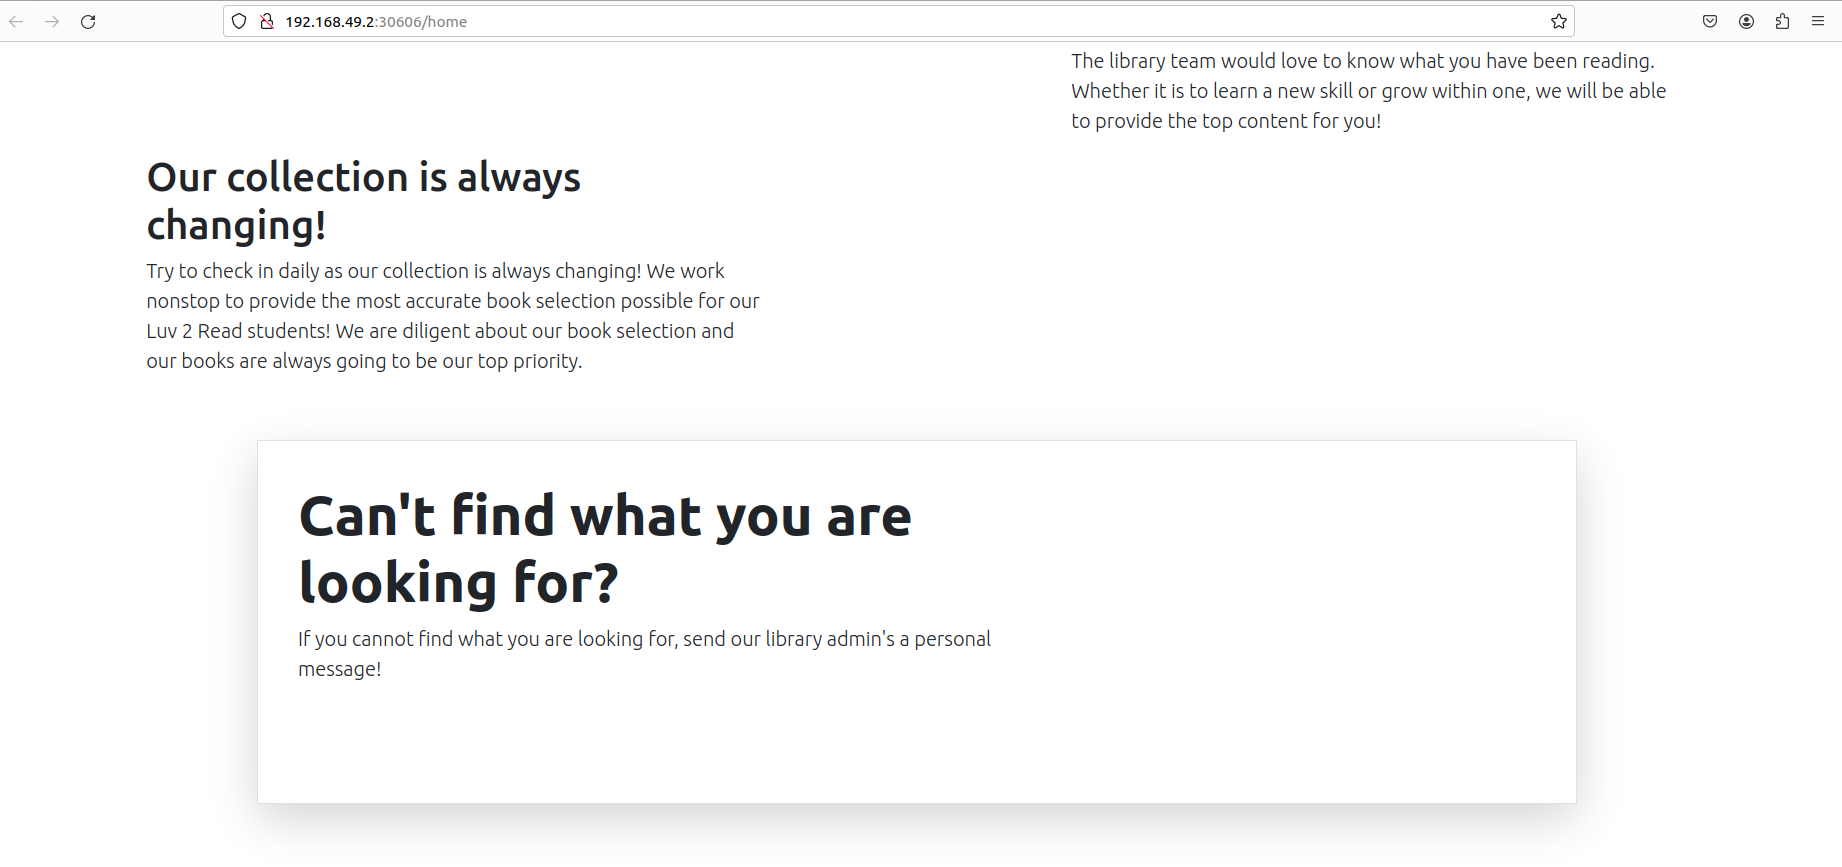 192.168.49.2:30606/home
The library team would love to know what you have been reading.
Whether it is to learn a new skill or grow within one, we will be able
to provide the top content for you!
Our collection is always
changing!
Try to check in daily as our collection is always changing! We work
nonstop to provide the most accurate book selection possible for our
Luv 2 Read students! We are diligent about our book selection and
our books are always going to be our top priority.
Can't find what you are
looking for?
If you cannot find what you are looking for, send our library admin's a personal
message!